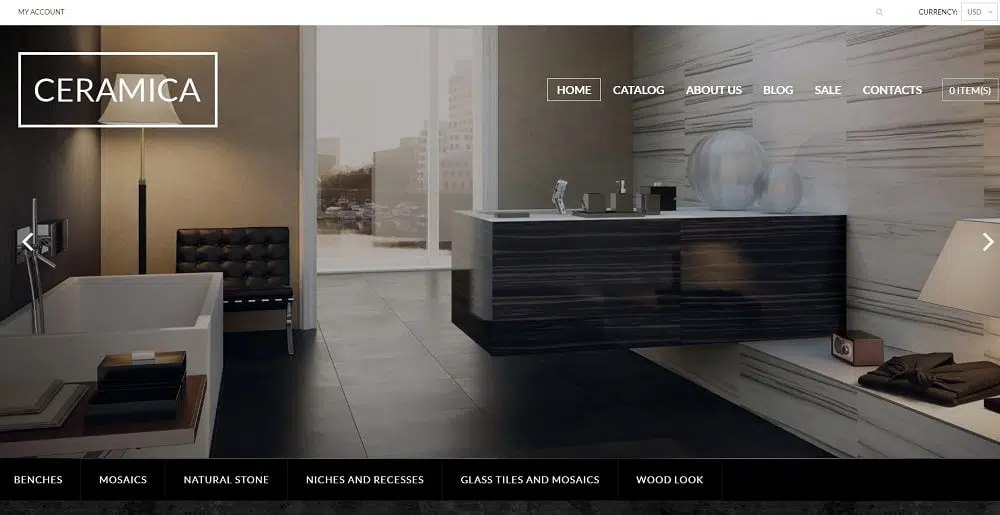 MY ACCOUNT
CURRENCY: USD
CERAMICA
HOME CATALOG ABOUT US BLOG SALE CONTACTS 0 ITEM(S)
BENCHES MOSAICS NATURAL STONE NICHES AND RECESSES GLASS TILES AND MOSAICS WOOD LOOK